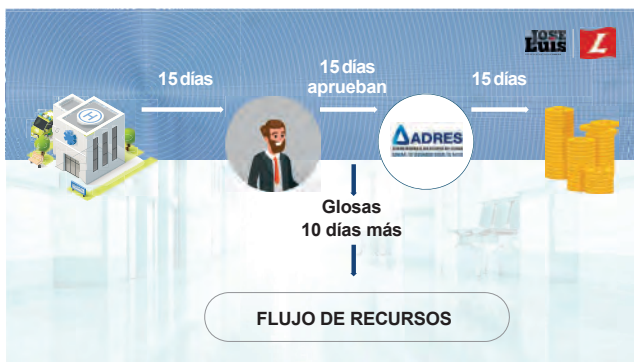 JOSE
Luis
L
15 días
15 días
aprueban
15 días
H
ADRES
Glosas
10 días más
FLUJO DE RECURSOS